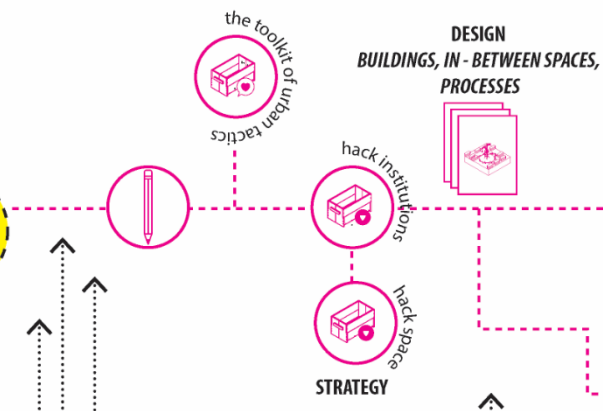 the toolkit of urban tactics
DESIGN
BUILDINGS, IN - BETWEEN SPACES,
PROCESSES
hack institutions
hack space
STRATEGY